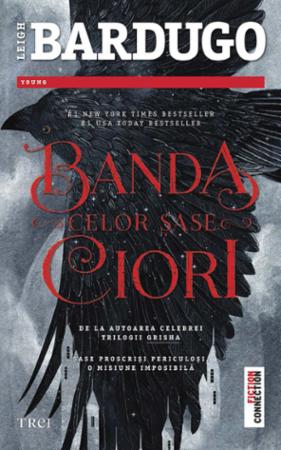 LEIGH
BARDUGO
YOUNG
#1 NEW YORK TIMES BESTSELLER
#1 USA TODAY BESTSELLER
BANDA
CELOR ȘASE
CIORI
DE LA AUTOAREA CELEBREI
TRILOGII GRISHA
ȘASE PROSCRIȘI PERICULOȘI
O MISIUNE IMPOSIBILĂ
FICTION
CONNECTION
TREI